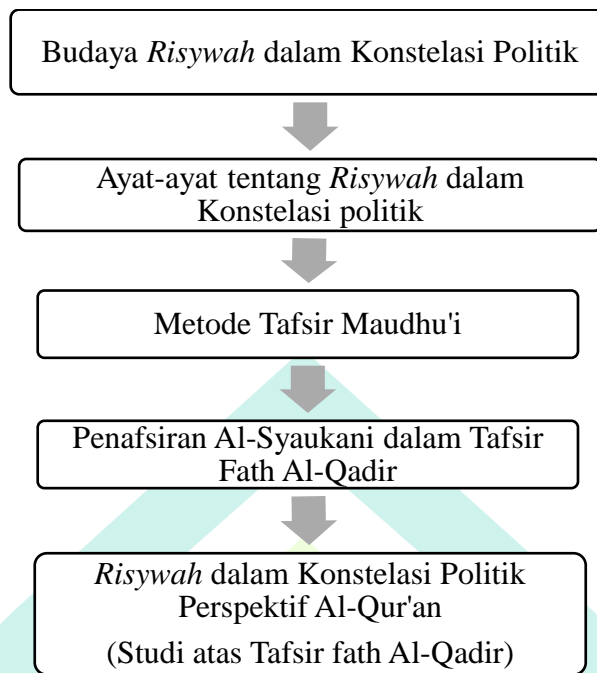 Budaya Risywah dalam Konstelasi Politik
Ayat-ayat tentang Risywah dalam
Konstelasi politik
Metode Tafsir Maudhu'i
Penafsiran Al-Syaukani dalam Tafsir
Fath Al-Qadir
Risywah dalam Konstelasi Politik
Perspektif Al-Qur'an
(Studi atas Tafsir fath Al-Qadir)